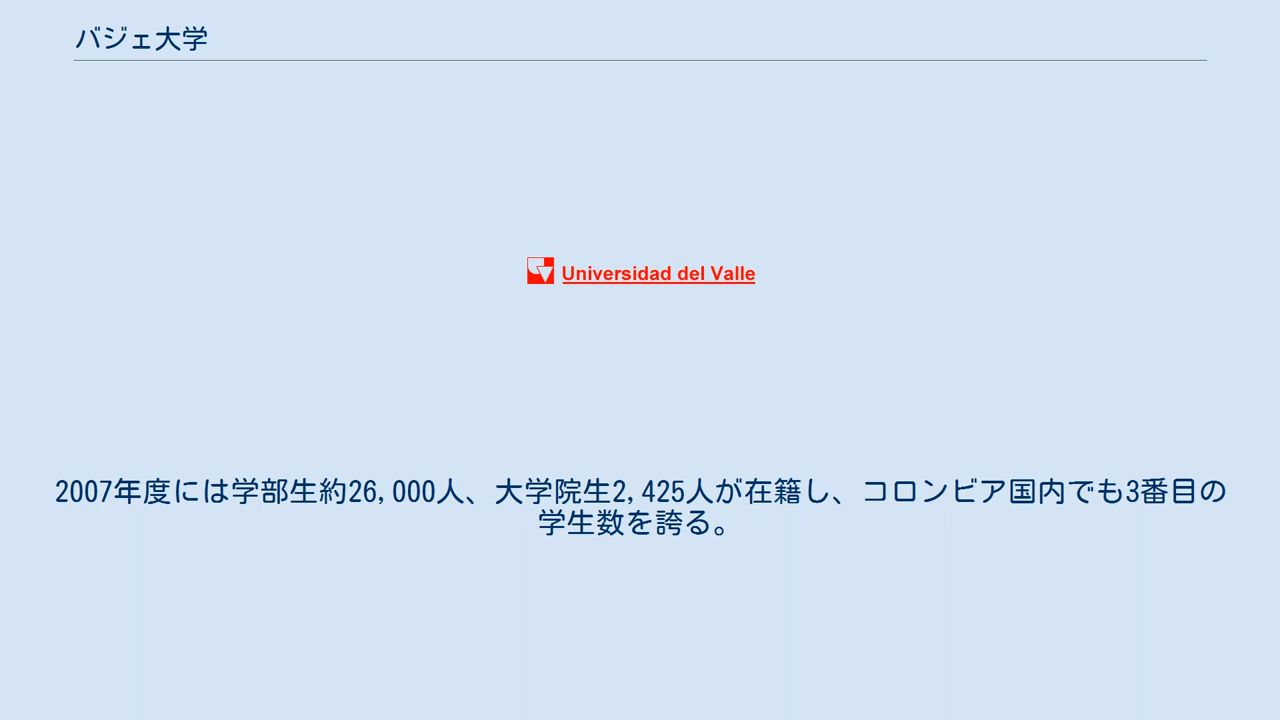 バジェ大学
Universidad del Valle
2007年度には学部生約26,000人、大学院生2,425人が在籍し、コロンビア国内でも3番目の
学生数を誇る。